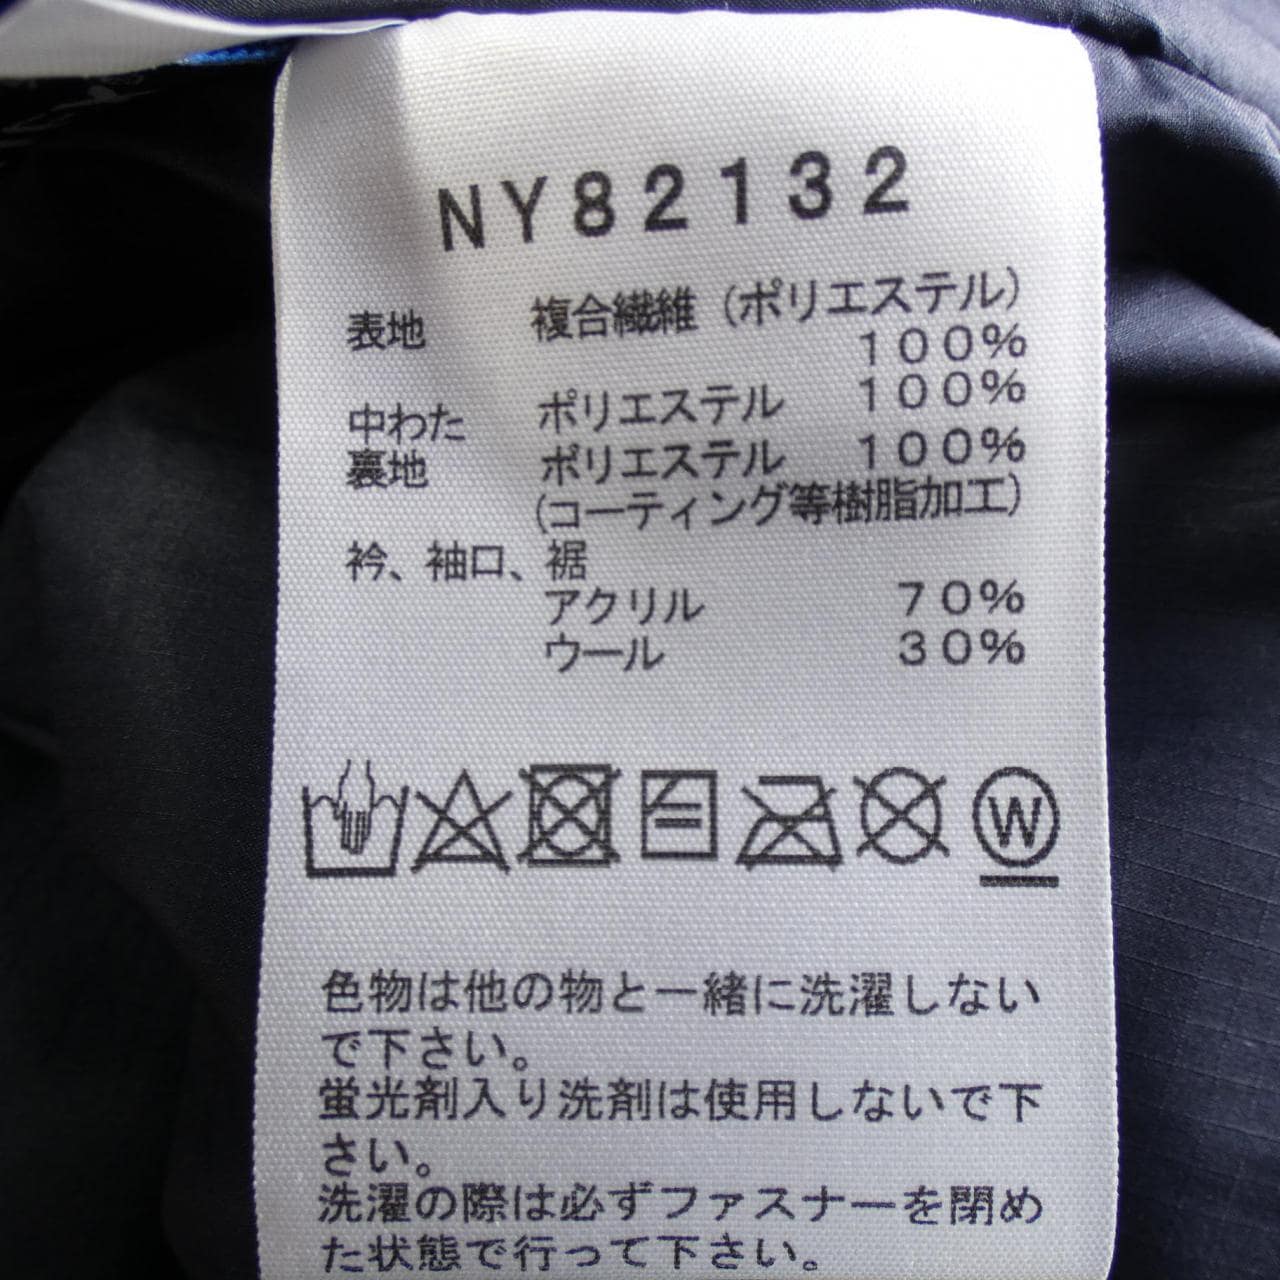 NY82132
表地 複合繊維(ポリエステル)
100%
中わた ポリエステル 100%
裏地 ポリエステル 100%
(コーティング等樹脂加工)
衿、袖口、裾
アクリル 70%
ウール 30%
W
色物は他の物と一緒に洗濯しない
で下さい。
蛍光剤入り洗剤は使用しないで下
さい。
洗濯の際は必ずファスナーを閉め
た状態で行って下さい。